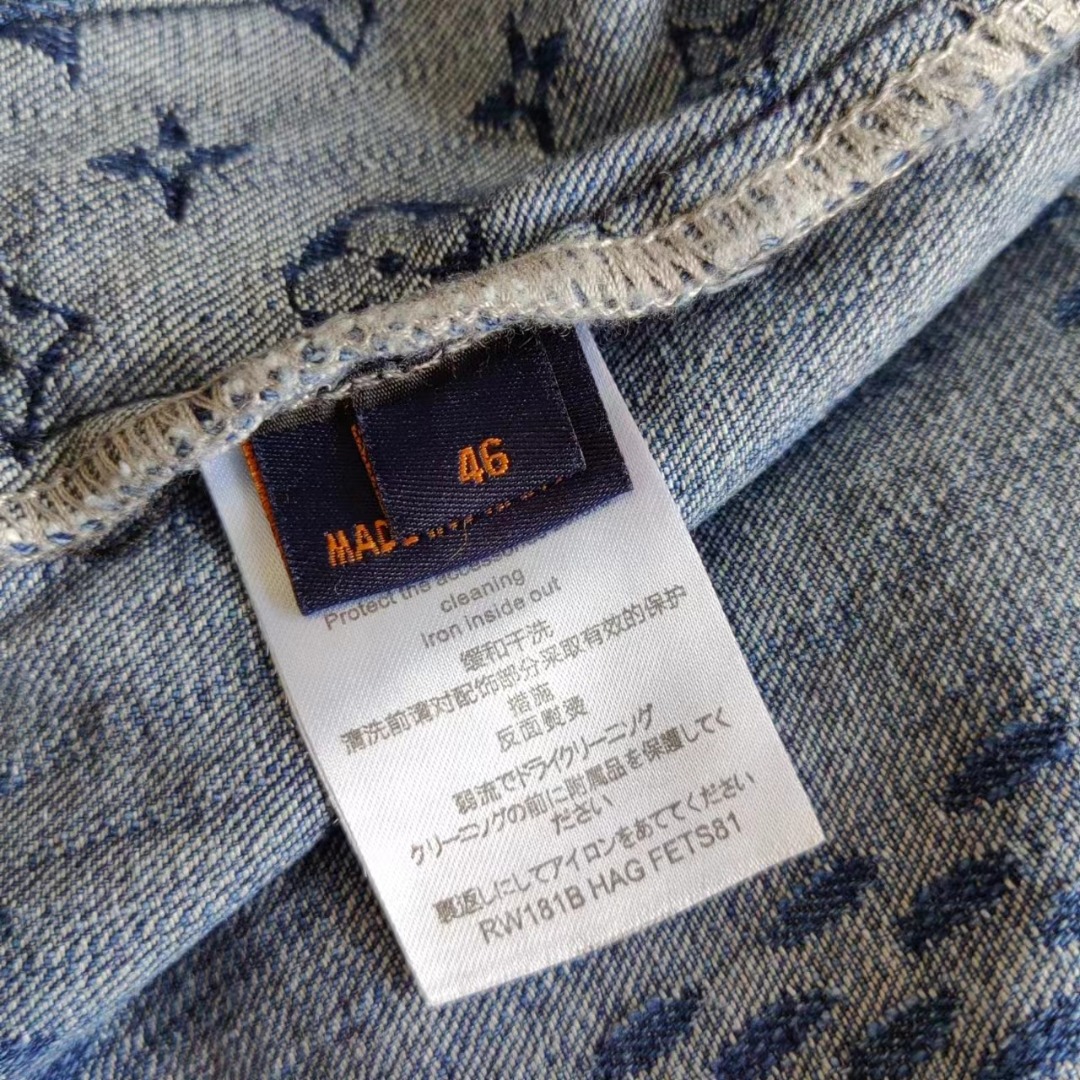 46
MADE
Protect the
cleaning
Iron inside out
缓和干洗
清洗前请对配饰部分采取有效的保护
措施
反面熨烫
弱流でドライクリーニング
クリーニングの前に附属品を保護してく
ださい
裏返しにしてアイロンをあててください
RW181B HAG FETS81